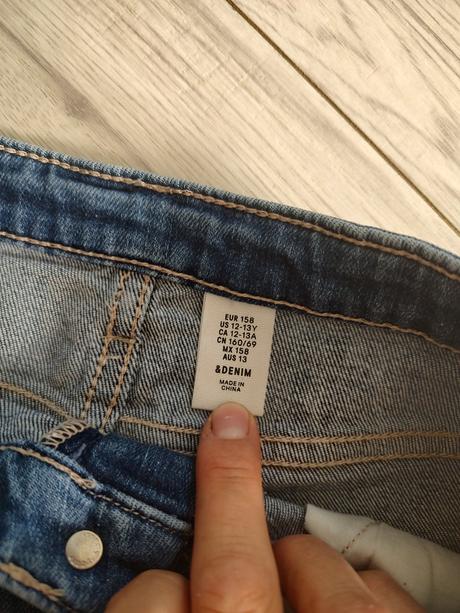 EUR 158
US 12-13Y
CA 12-13A
CN 160/69
MX 158
AUS 13
&DENIM
MADE IN
CHINA